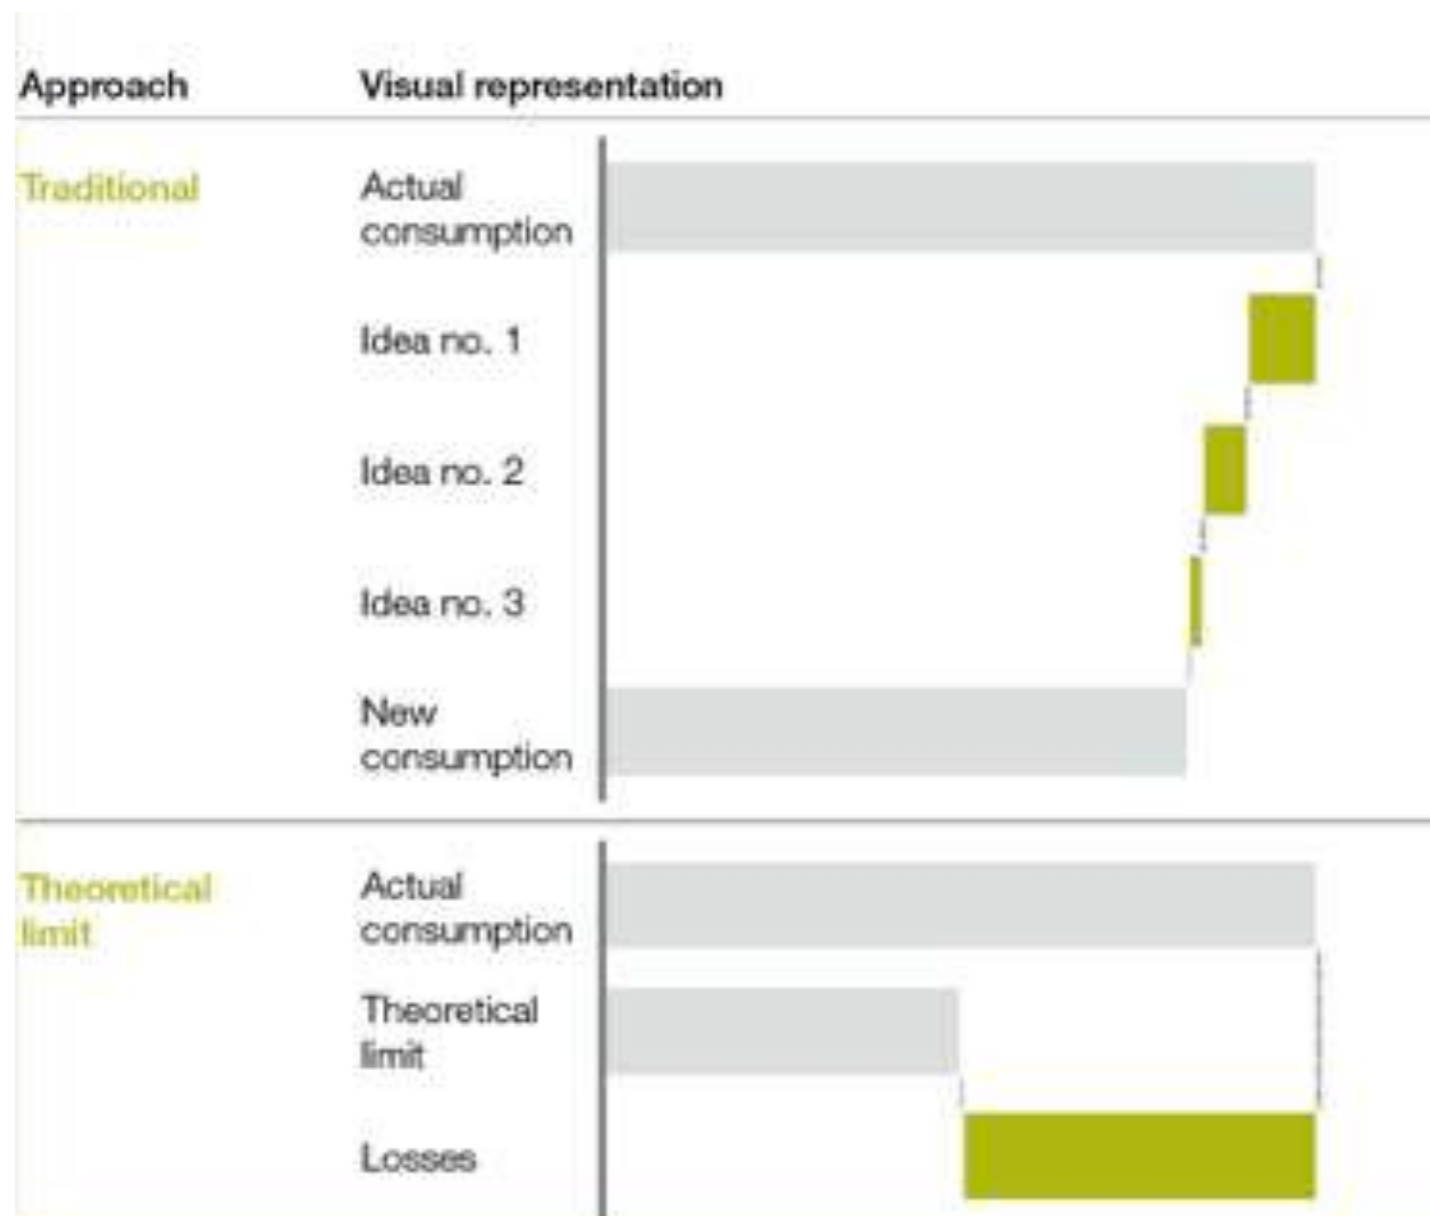 Approach Visual representation
Traditional Actual
consumption
Idea no. 1
Idea no. 2
Idea no. 3
New
consumption
Theoretical Actual
limit consumption
Theoretical
limit
Losses